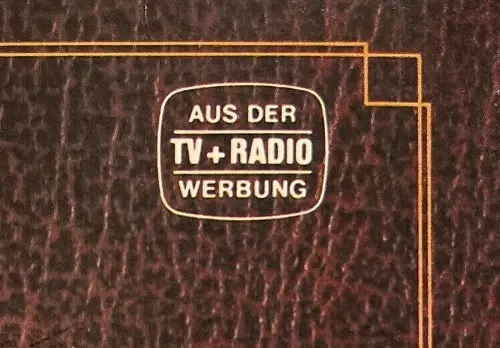 AUS DER
TV + RADIO
WERBUNG